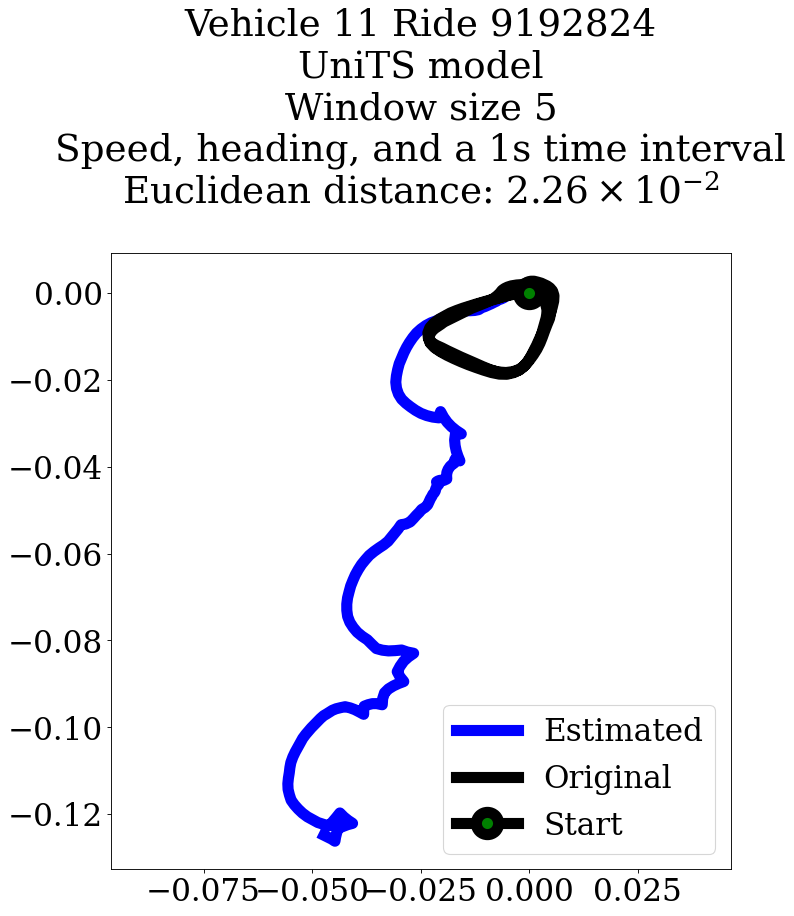 Vehicle 11 Ride 9192824
UniTS model
Window size 5
Speed, heading, and a 1s time interval
Euclidean distance: 2.26 × 10⁻²
0.00
−0.02
−0.04
−0.06
−0.08
−0.10
−0.12
Estimated
Original
Start
−0.075 −0.050 −0.025 0.000 0.025